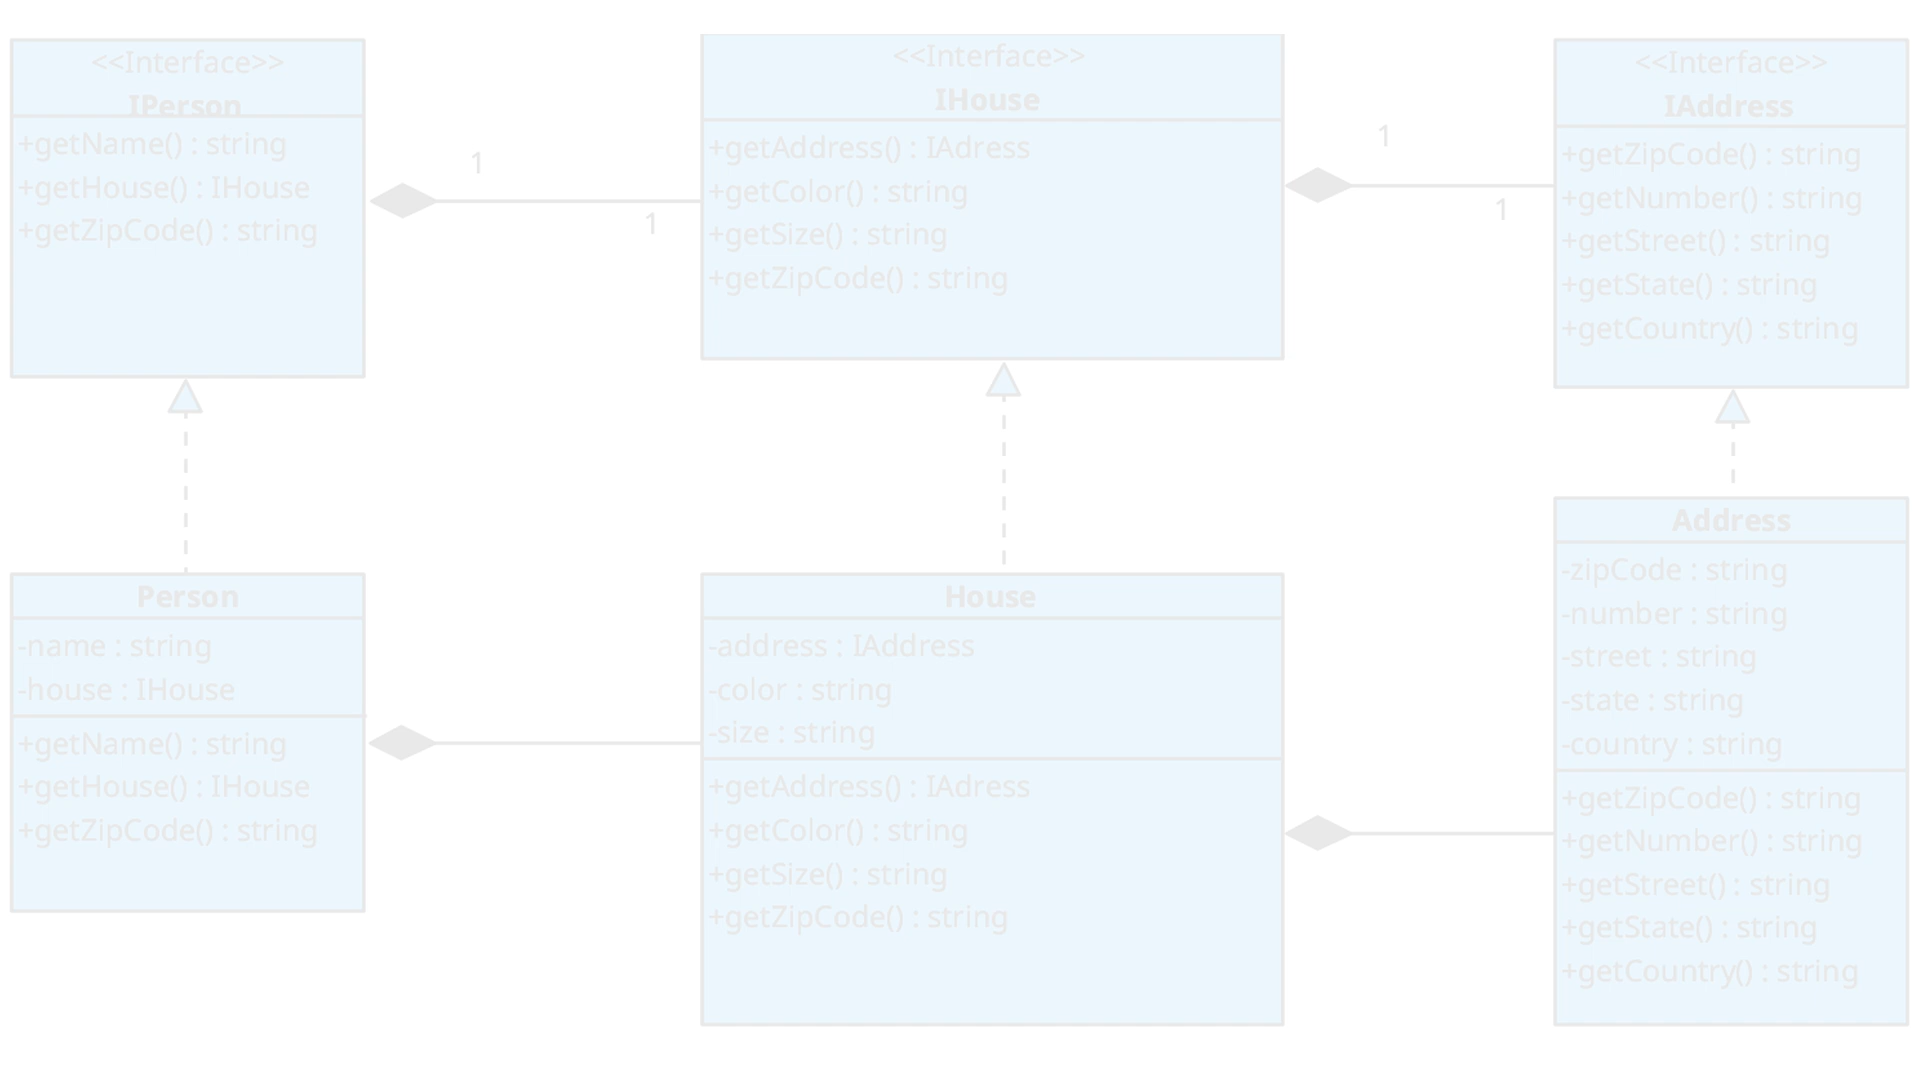 <<Interface>>
IPerson
+getName() : string
+getHouse() : IHouse
+getZipCode() : string
1
1
<<Interface>>
IHouse
+getAddress() : IAdress
+getColor() : string
+getSize() : string
+getZipCode() : string
1
1
<<Interface>>
IAddress
+getZipCode() : string
+getNumber() : string
+getStreet() : string
+getState() : string
+getCountry() : string
Person
-name : string
-house : IHouse
+getName() : string
+getHouse() : IHouse
+getZipCode() : string
House
-address : IAddress
-color : string
-size : string
+getAddress() : IAdress
+getColor() : string
+getSize() : string
+getZipCode() : string
Address
-zipCode : string
-number : string
-street : string
-state : string
-country : string
+getZipCode() : string
+getNumber() : string
+getStreet() : string
+getState() : string
+getCountry() : string